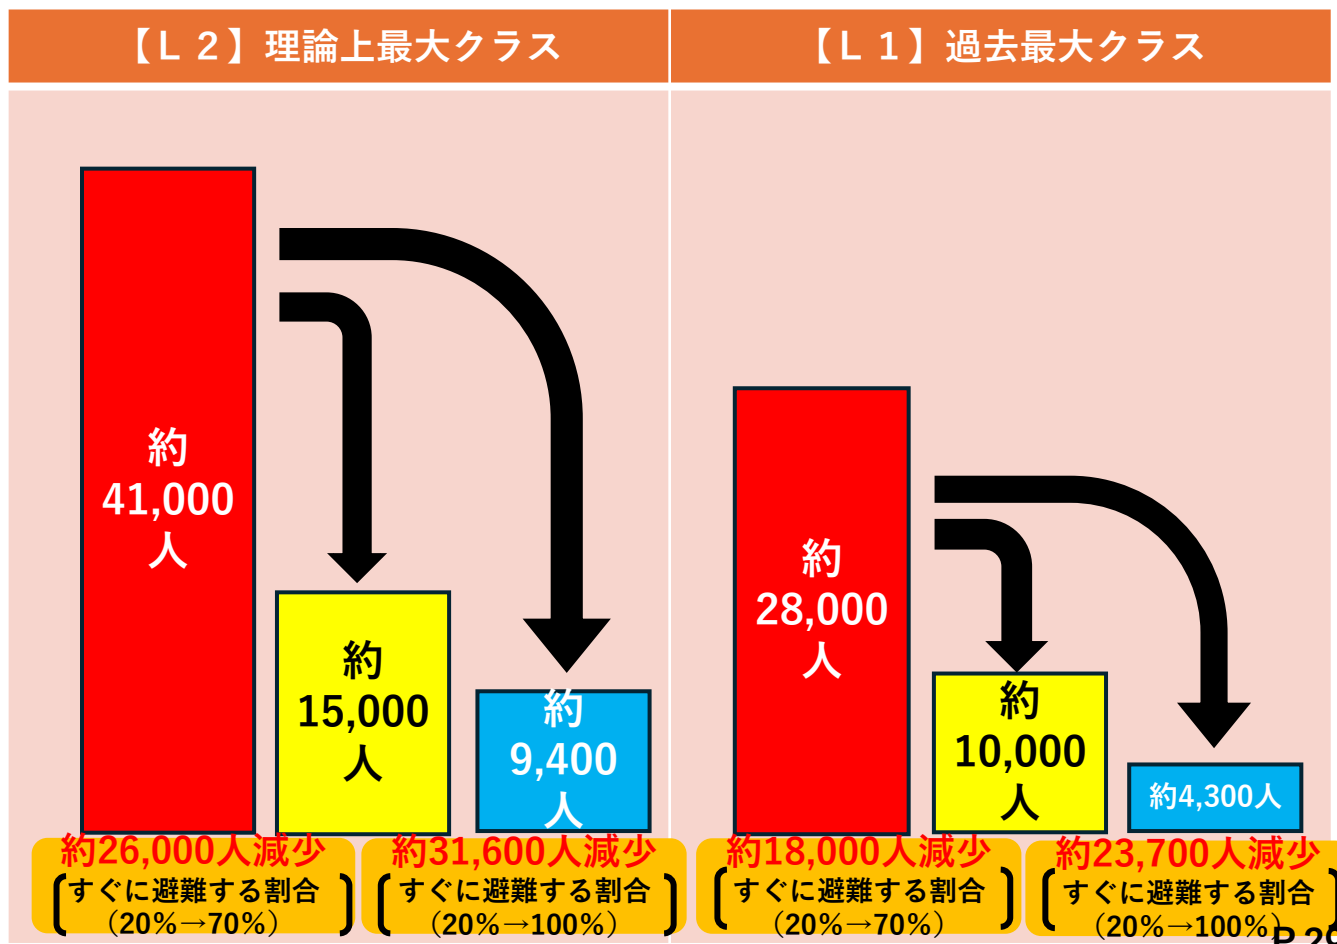 【Ｌ２】理論上最大クラス
【Ｌ１】過去最大クラス
約
41,000
人
約
15,000
人
約
9,400
人
約
28,000
人
約
10,000
人
約4,300人
約26,000人減少
すぐに避難する割合
（20%→70%）
約31,600人減少
すぐに避難する割合
（20%→100%）
約18,000人減少
すぐに避難する割合
（20%→70%）
約23,700人減少
すぐに避難する割合
（20%→100%）